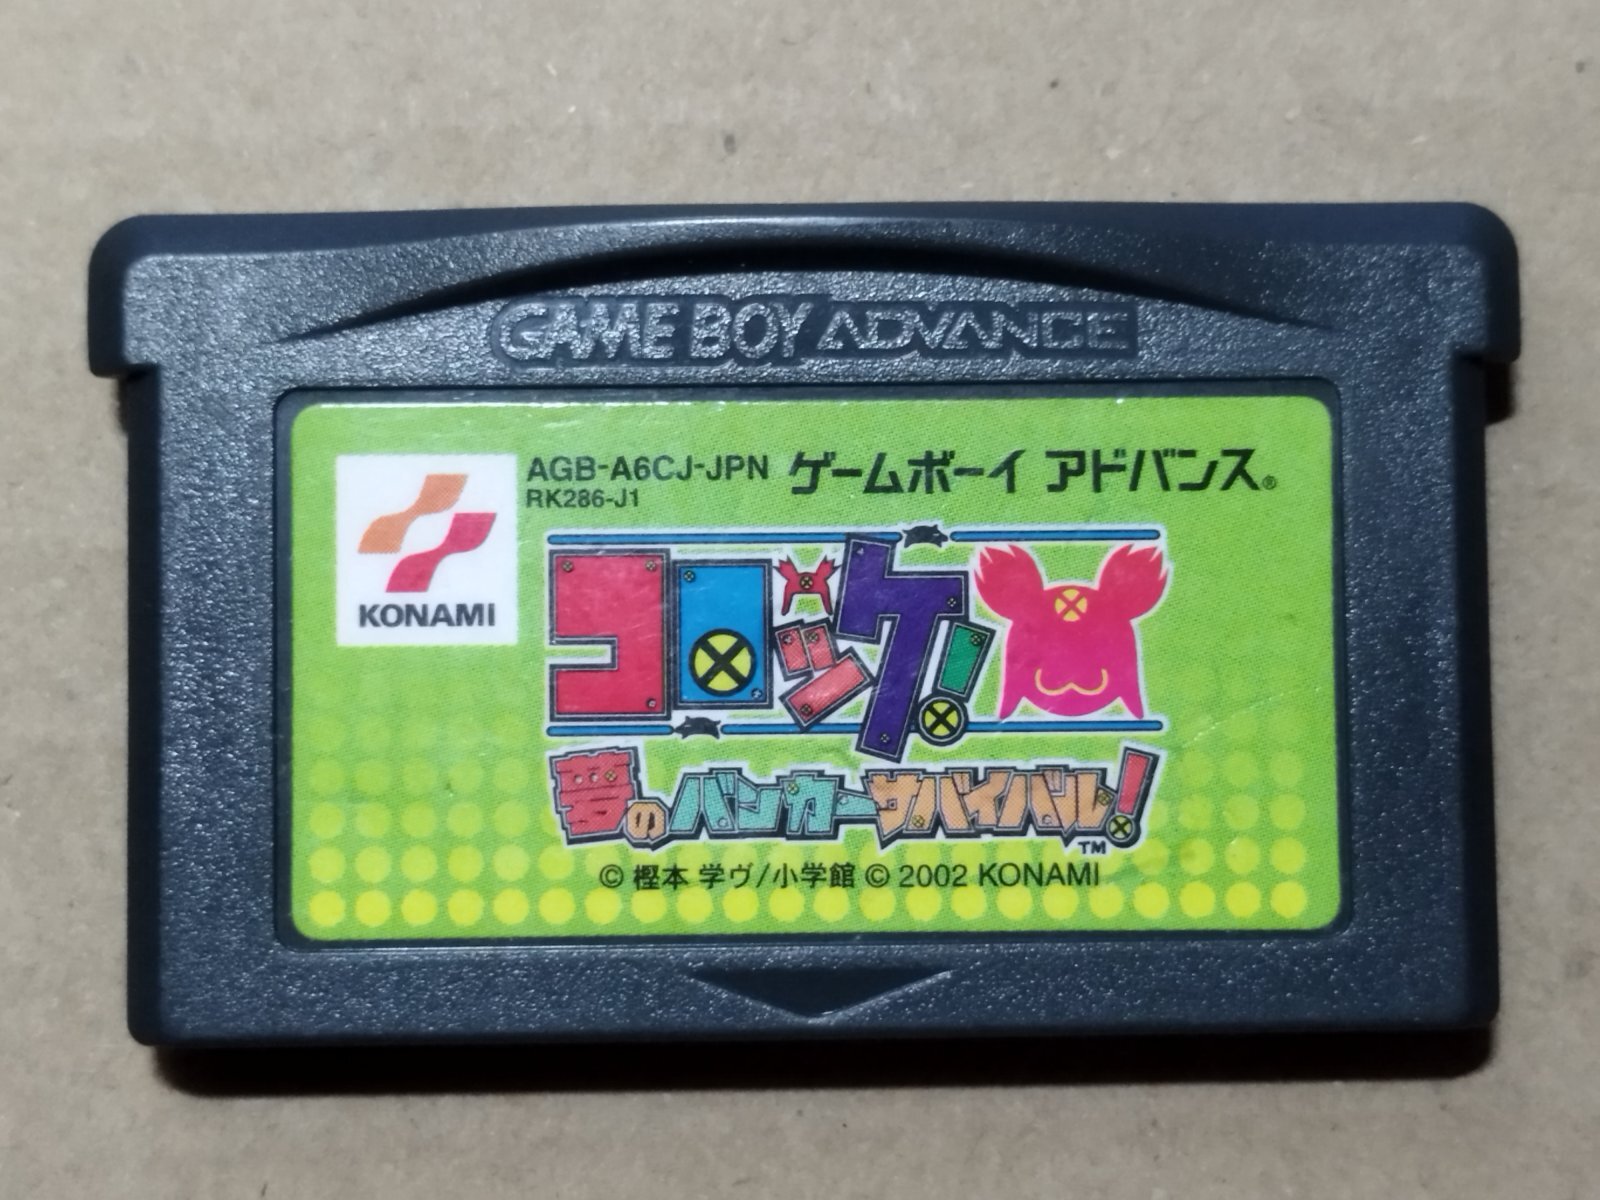 GAME BOY ADVANCE
KONAMI
AGB-A6CJ-JPN ゲームボーイ アドバンス®
RK286-J1
コロッケ!
夢のバンカーサバイバル!
TM
© 樫本 学ヴ/小学館 © 2002 KONAMI